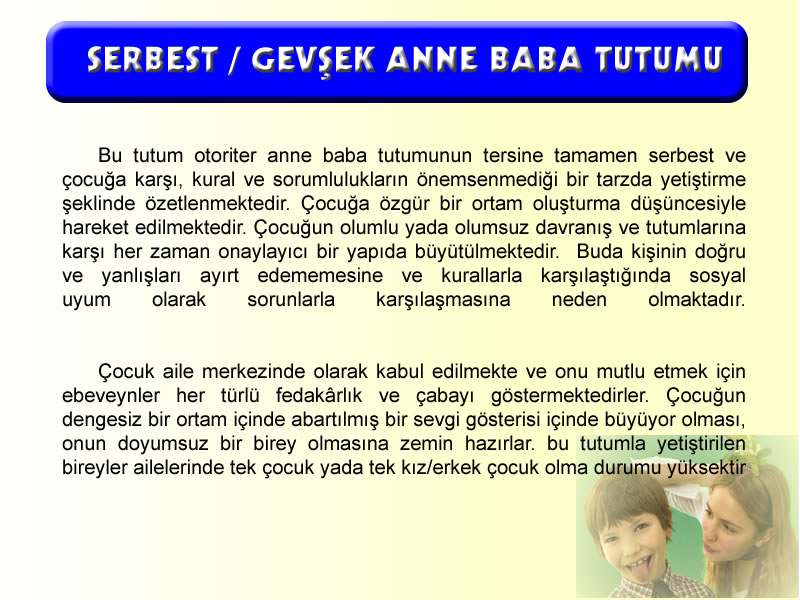 SERBEST / GEVŞEK ANNE BABA TUTUMU
Bu tutum otoriter anne baba tutumunun tersine tamamen serbest ve
çocuğa karşı, kural ve sorumlulukların önemsenmediği bir tarzda yetiştirme
şeklinde özetlenmektedir. Çocuğa özgür bir ortam oluşturma düşüncesiyle
hareket edilmektedir. Çocuğun olumlu yada olumsuz davranış ve tutumlarına
karşı her zaman onaylayıcı bir yapıda büyütülmektedir. Buda kişinin doğru
ve yanlışları ayırt edememesine ve kurallarla karşılaştığında sosyal
uyum olarak sorunlarla karşılaşmasına neden olmaktadır.
Çocuk aile merkezinde olarak kabul edilmekte ve onu mutlu etmek için
ebeveynler her türlü fedakârlık ve çabayı göstermektedirler. Çocuğun
dengesiz bir ortam içinde abartılmış bir sevgi gösterisi içinde büyüyor olması,
onun doyumsuz bir birey olmasına zemin hazırlar. bu tutumla yetiştirilen
bireyler ailelerinde tek çocuk yada tek kız/erkek çocuk olma durumu yüksektir